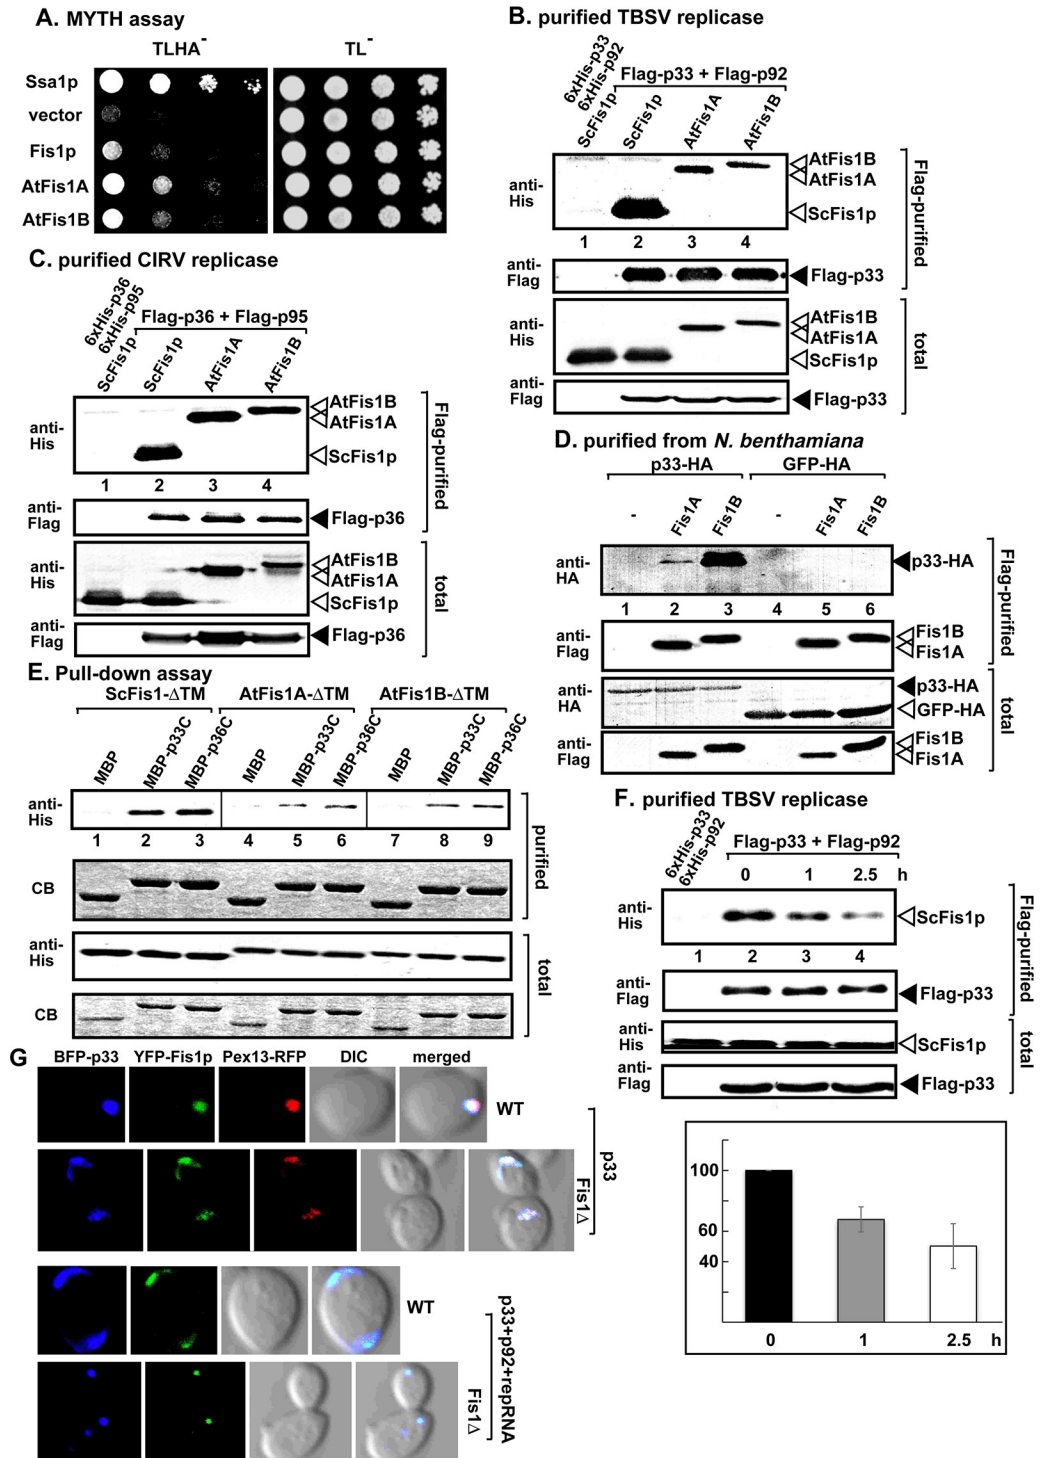 A. MYTH assay
TLHA-
TL-
Ssa1p
vector
Fis1p
AtFis1A
AtFis1B
B. purified TBSV replicase
6xHis-p33
6xHis-p92
ScFis1p
Flag-p33 + Flag-p92
ScFis1p
AtFis1A
AtFis1B
anti-
His
AtFis1B
AtFis1A
ScFis1p
1 2 3 4
anti-
Flag
Flag-p33
Flag-purified
anti-
His
AtFis1B
AtFis1A
ScFis1p
anti-
Flag
Flag-p33
total
C. purified CIRV replicase
6xHis-p36
6xHis-p95
ScFis1p
Flag-p36 + Flag-p95
ScFis1p
AtFis1A
AtFis1B
anti-
His
AtFis1B
AtFis1A
ScFis1p
1 2 3 4
anti-
Flag
Flag-p36
Flag-purified
anti-
His
AtFis1B
AtFis1A
ScFis1p
anti-
Flag
Flag-p36
total
D. purified from N. benthamiana
p33-HA GFP-HA
- Fis1A Fis1B - Fis1A Fis1B
anti-
HA
p33-HA
1 2 3 4 5 6
anti-
Flag
Fis1B
Fis1A
Flag-purified
anti-
HA
p33-HA
GFP-HA
anti-
Flag
Fis1B
Fis1A
total
E. Pull-down assay
ScFis1-ΔTM AtFis1A-ΔTM AtFis1B-ΔTM
MBP MBP-p33C MBP-p36C MBP MBP-p33C MBP-p36C MBP MBP-p33C MBP-p36C
anti-
His
1 2 3 4 5 6 7 8 9
CB
purified
anti-
His
CB
total
F. purified TBSV replicase
6xHis-p33
6xHis-p92
Flag-p33 + Flag-p92
0 1 2.5 h
anti-
His
ScFis1p
1 2 3 4
anti-
Flag
Flag-p33
Flag-purified
anti-
His
ScFis1p
anti-
Flag
Flag-p33
total
100
60
40
0 1 2.5 h
G BFP-p33 YFP-Fis1p Pex13-RFP DIC merged
WT
Fis1Δ
p33
WT
Fis1Δ
p33+p92+repRNA